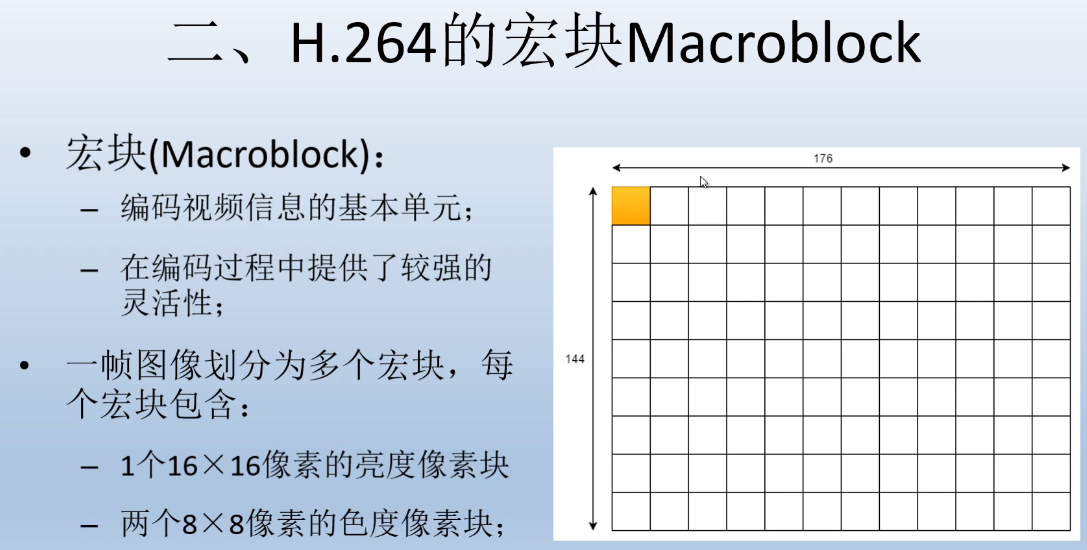 二、H.264的宏块Macroblock
• 宏块(Macroblock)：
– 编码视频信息的基本单元；
– 在编码过程中提供了较强的
灵活性；
• 一帧图像划分为多个宏块，每
个宏块包含：
– 1个16×16像素的亮度像素块
– 两个8×8像素的色度像素块；
176
144